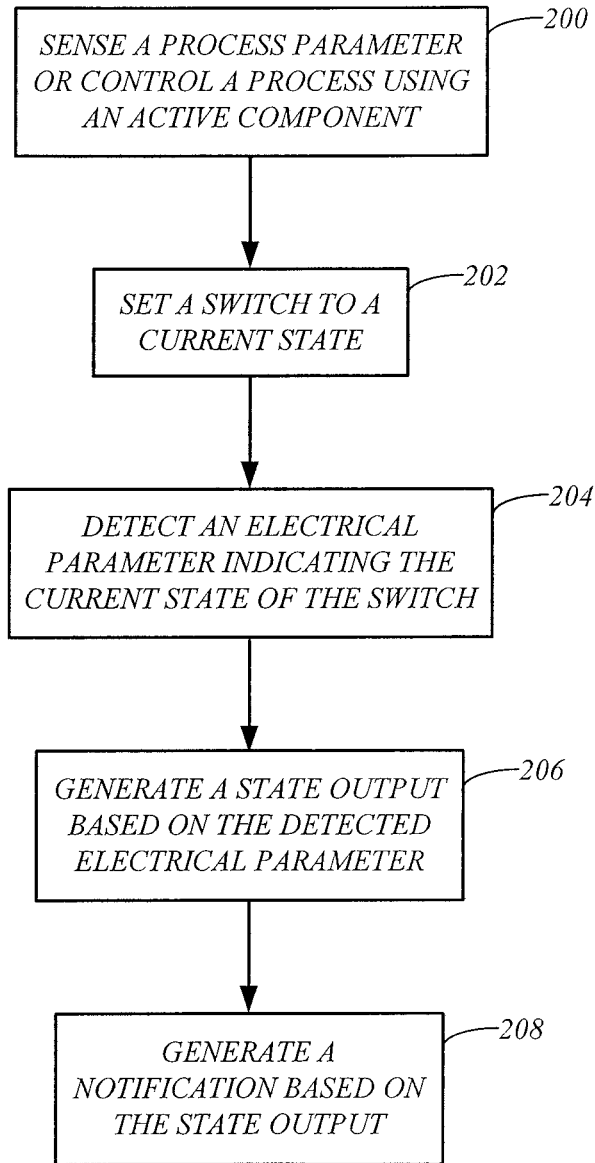 200
SENSE A PROCESS PARAMETER
OR CONTROL A PROCESS USING
AN ACTIVE COMPONENT
202
SET A SWITCH TO A
CURRENT STATE
204
DETECT AN ELECTRICAL
PARAMETER INDICATING THE
CURRENT STATE OF THE SWITCH
206
GENERATE A STATE OUTPUT
BASED ON THE DETECTED
ELECTRICAL PARAMETER
208
GENERATE A
NOTIFICATION BASED ON
THE STATE OUTPUT